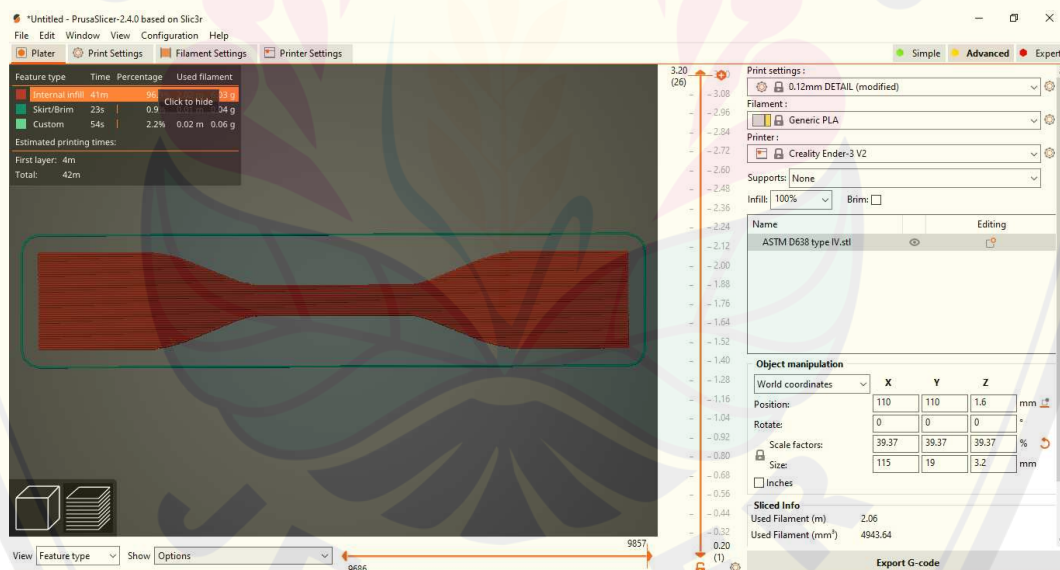 *Untitled - PrusaSlicer-2.4.0 based on Slic3r
File Edit Window View Configuration Help
Plater Print Settings Filament Settings Printer Settings Simple Advanced Expert
Feature type Time Percentage Used filament
Internal infill 41m
Skirt/Brim 23s 0.9 0.04 g
Click to hide
Custom 54s 2.2% 0.02 m 0.06 g
Estimated printing times:
First layer: 4m
Total: 42m
3.20
(26)
3.08
2.96
2.84
2.72
2.60
2.48
2.36
2.24
2.12
2.00
1.88
1.76
1.64
1.52
1.40
1.28
1.16
1.04
0.92
0.80
0.68
0.56
0.44
0.32
0.20
(1)
Print settings :
0.12mm DETAIL (modified)
Filament :
Generic PLA
Printer :
Creality Ender-3 V2
Supports: None
Infill: 100% Brim:
Name Editing
ASTM D638 type IV.stl
Object manipulation
World coordinates X Y Z
Position: 110 110 1.6 mm
Rotate: 0 0 0 °
Scale factors: 39.37 39.37 39.37 %
Size: 115 19 3.2 mm
Inches
Sliced Info
Used Filament (m) 2.06
Used Filament (mm³) 4943.64
Export G-code
View Feature type Show Options
9857
9686